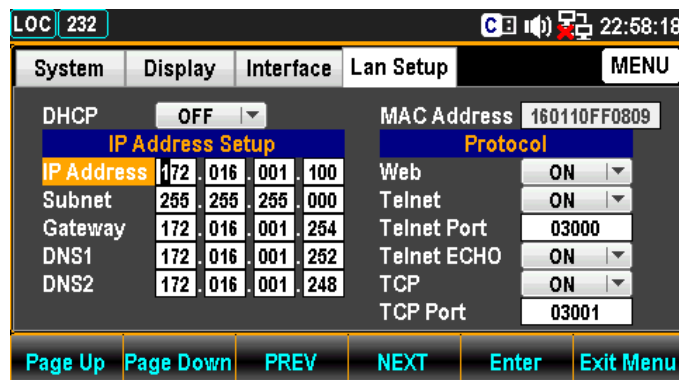 LOC 232 C 22:58:18
System Display Interface Lan Setup MENU
DHCP OFF MAC Address 160110FF0809
IP Address Setup Protocol
IP Address 172.016.001.100 Web ON
Subnet 255.255.255.000 Telnet ON
Gateway 172.016.001.254 Telnet Port 03000
DNS1 172.016.001.252 Telnet ECHO ON
DNS2 172.016.001.248 TCP ON
TCP Port 03001
Page Up Page Down PREV NEXT Enter Exit Menu